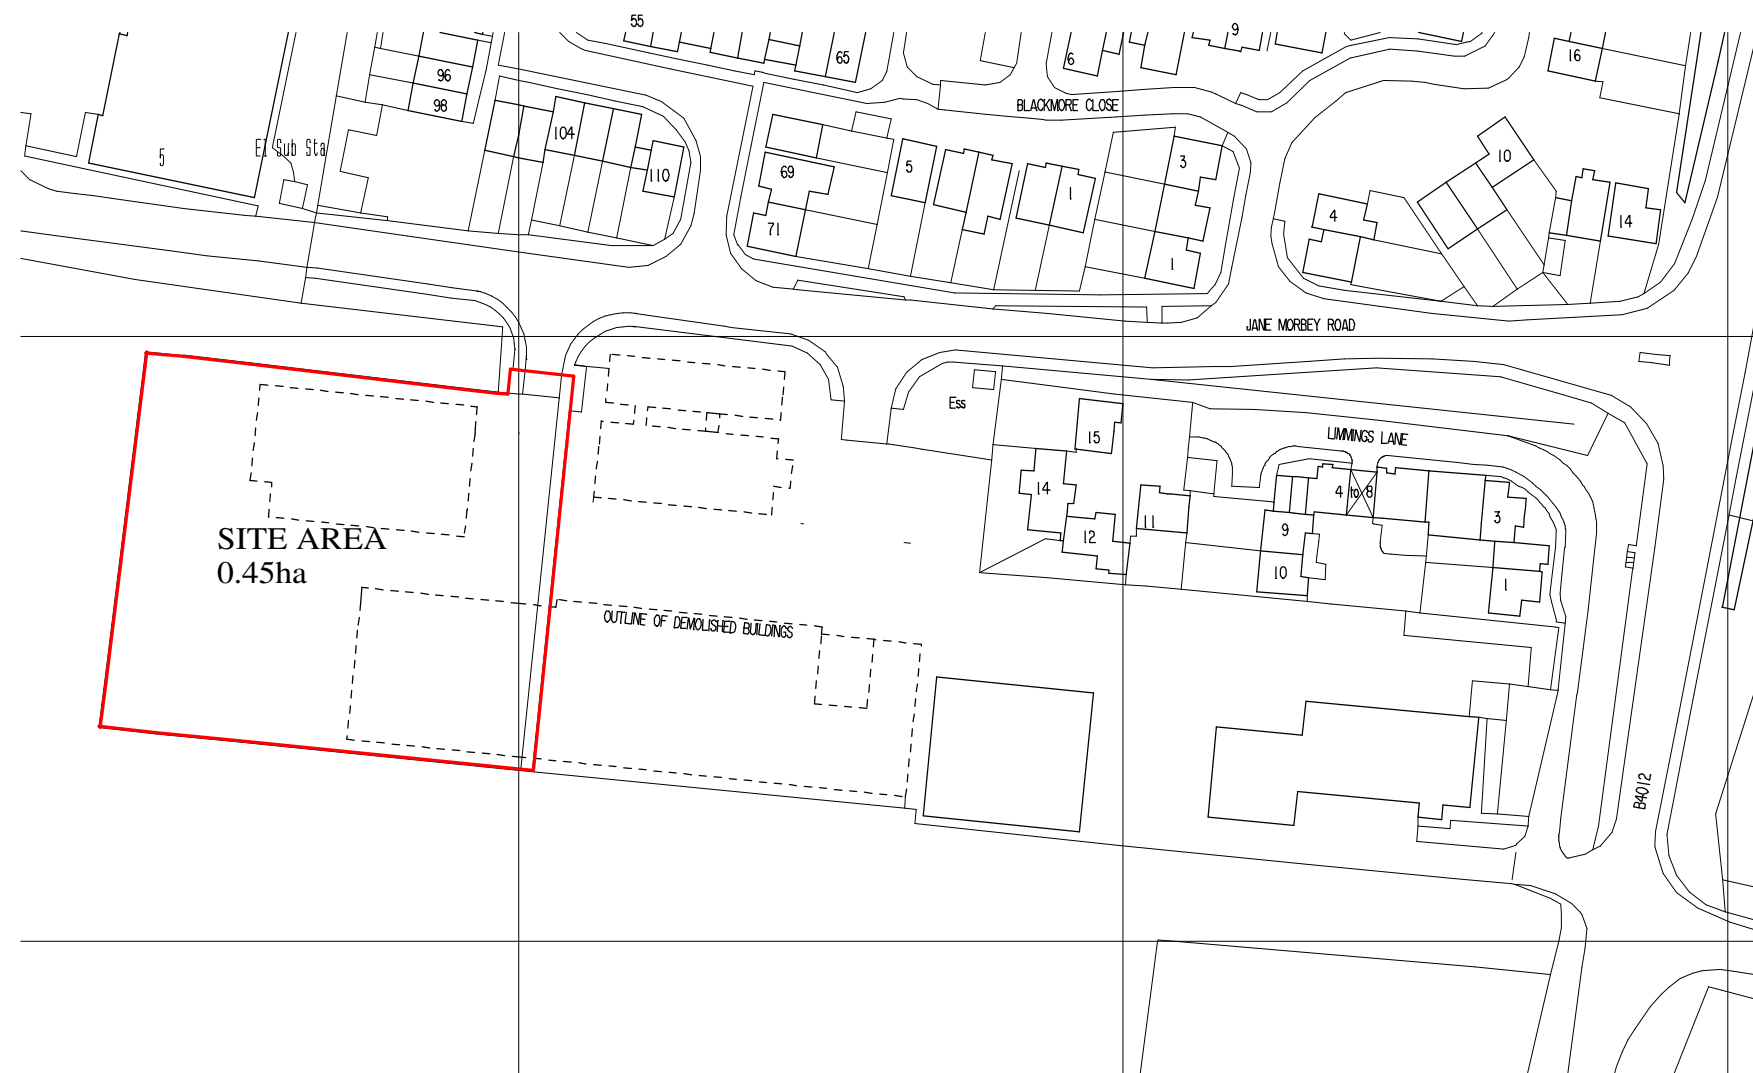 55
9
65
6
16
96
98
BLACKMORE CLOSE
104
El Sub Sta
5
110
69
5
3
10
1
71
4
14
1
JANE MORBEY ROAD
Ess
15
LIMMINGS LANE
14
4 to 8
11
3
12
9
SITE AREA
0.45ha
10
1
OUTLINE OF DEMOLISHED BUILDINGS
B4012